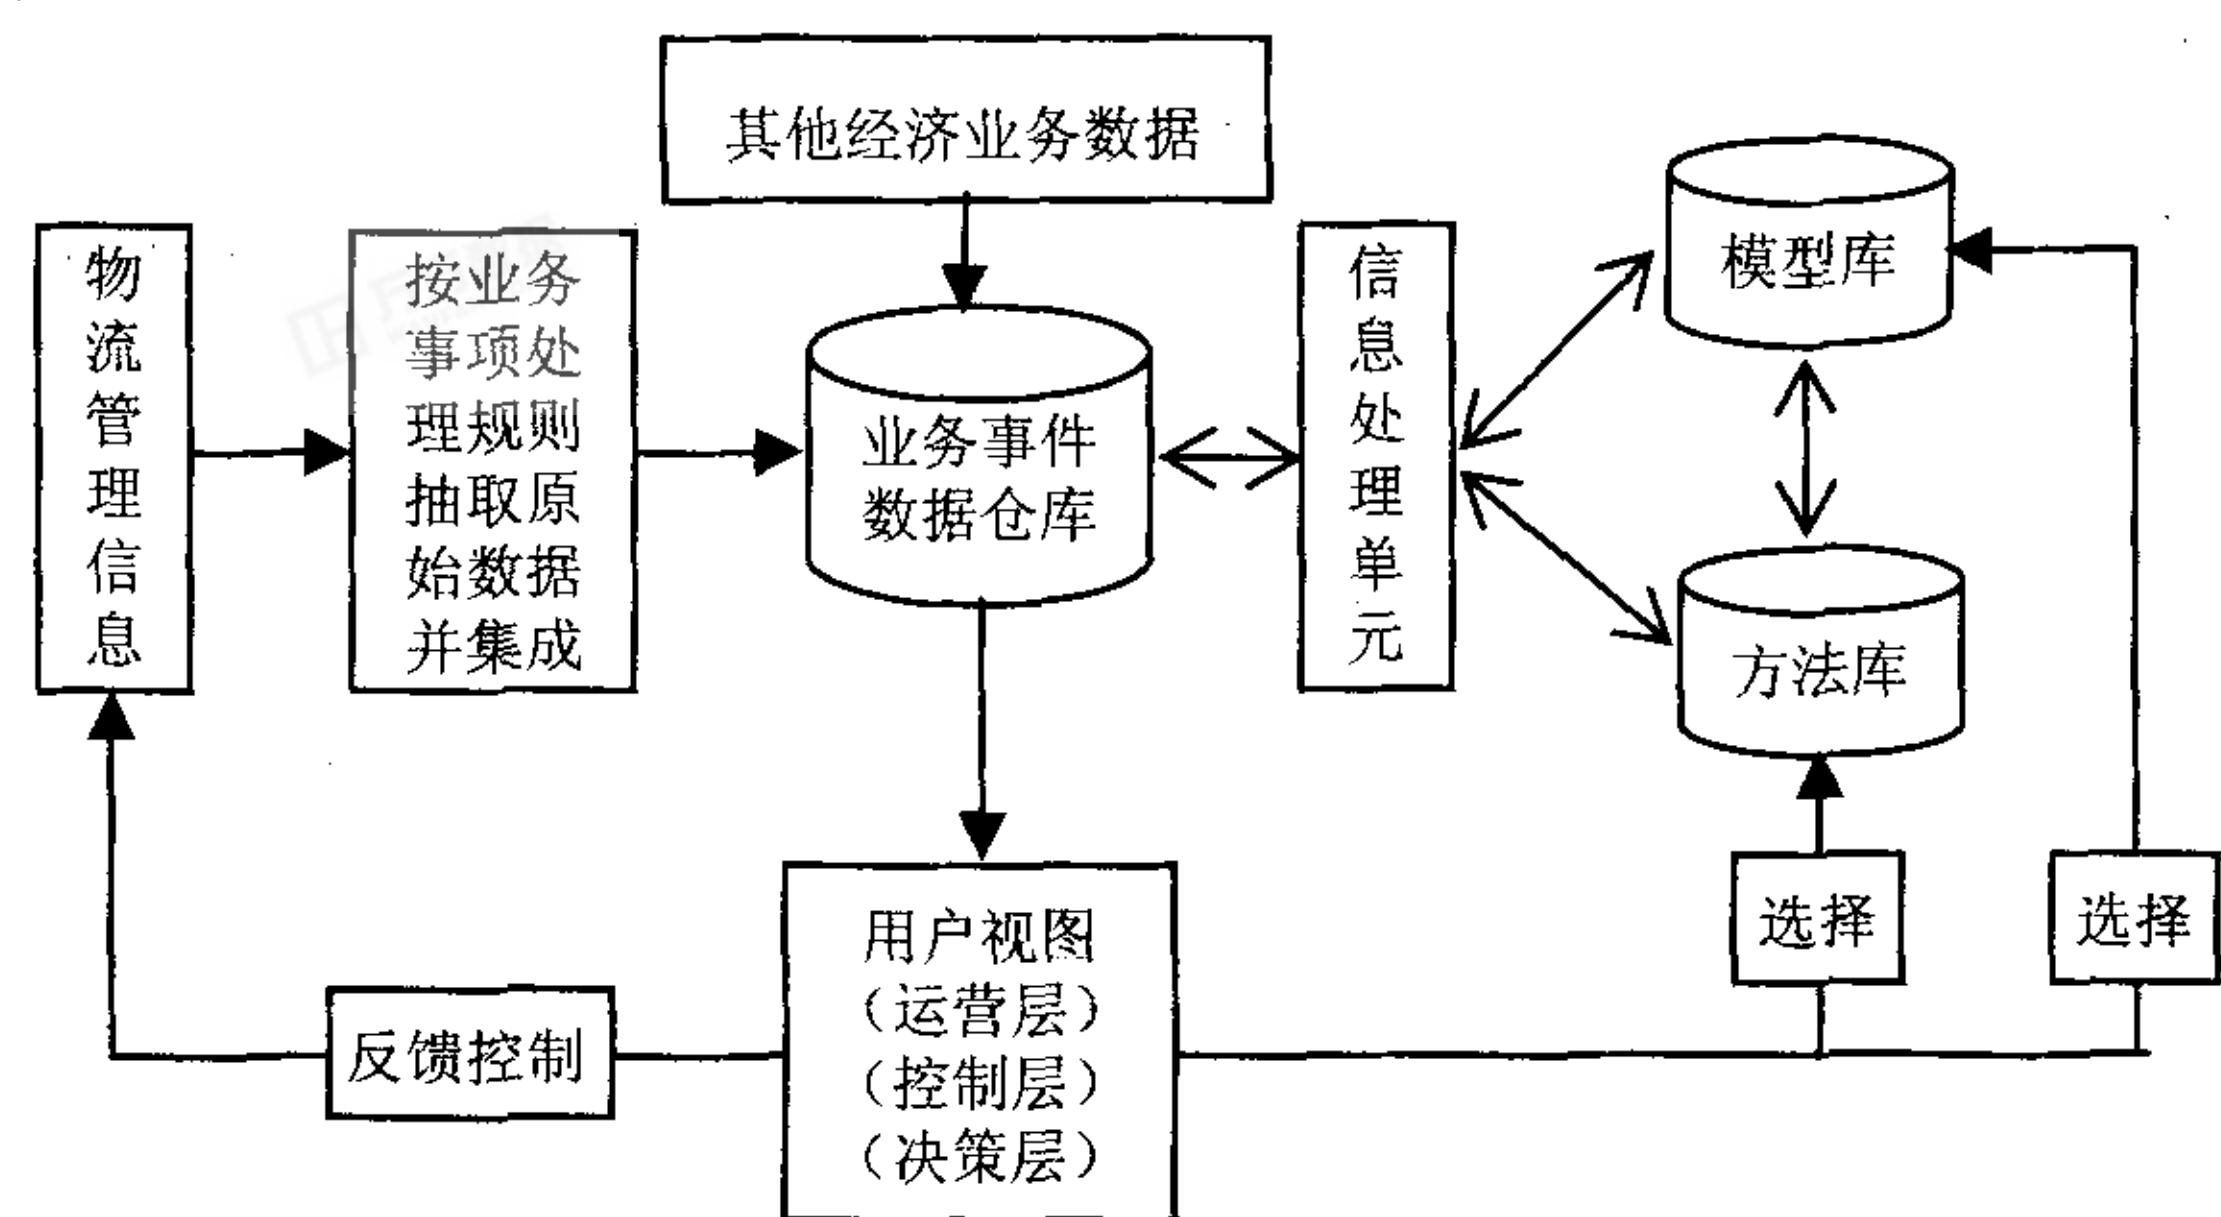 其他经济业务数据
物流管理信息
按业务
事项处
理规则
抽取原
始数据
并集成
业务事件
数据仓库
信息处理单元
模型库
方法库
选择
选择
用户视图
（运营层）
（控制层）
（决策层）
反馈控制